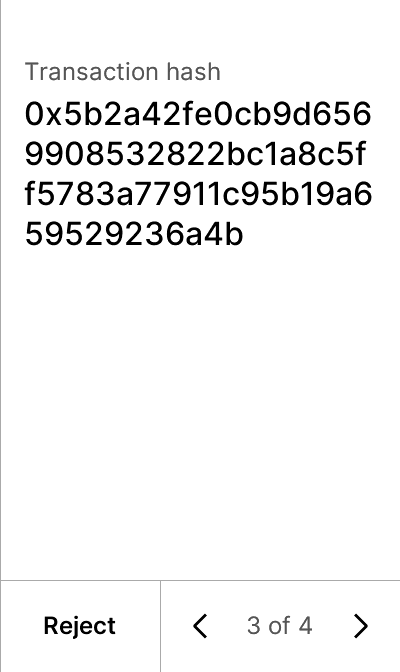 Transaction hash
0x5b2a42fe0cb9d656
9908532822bc1a8c5f
f5783a77911c95b19a6
59529236a4b
Reject
3 of 4